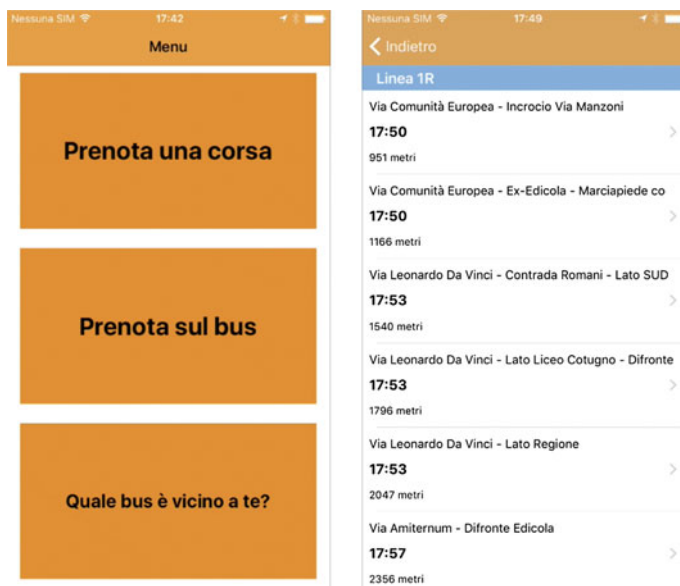 Nessuna SIM 17:42
Menu
Prenota una corsa
Prenota sul bus
Quale bus è vicino a te?
Nessuna SIM 17:49
Indietro
Linea 1R
Via Comunità Europea - Incrocio Via Manzoni
17:50
951 metri
Via Comunità Europea - Ex-Edicola - Marciapiede co
17:50
1166 metri
Via Leonardo Da Vinci - Contrada Romani - Lato SUD
17:53
1540 metri
Via Leonardo Da Vinci - Lato Liceo Cotugno - Difronte
17:53
1796 metri
Via Leonardo Da Vinci - Lato Regione
17:53
2047 metri
Via Amiternum - Difronte Edicola
17:57
2356 metri